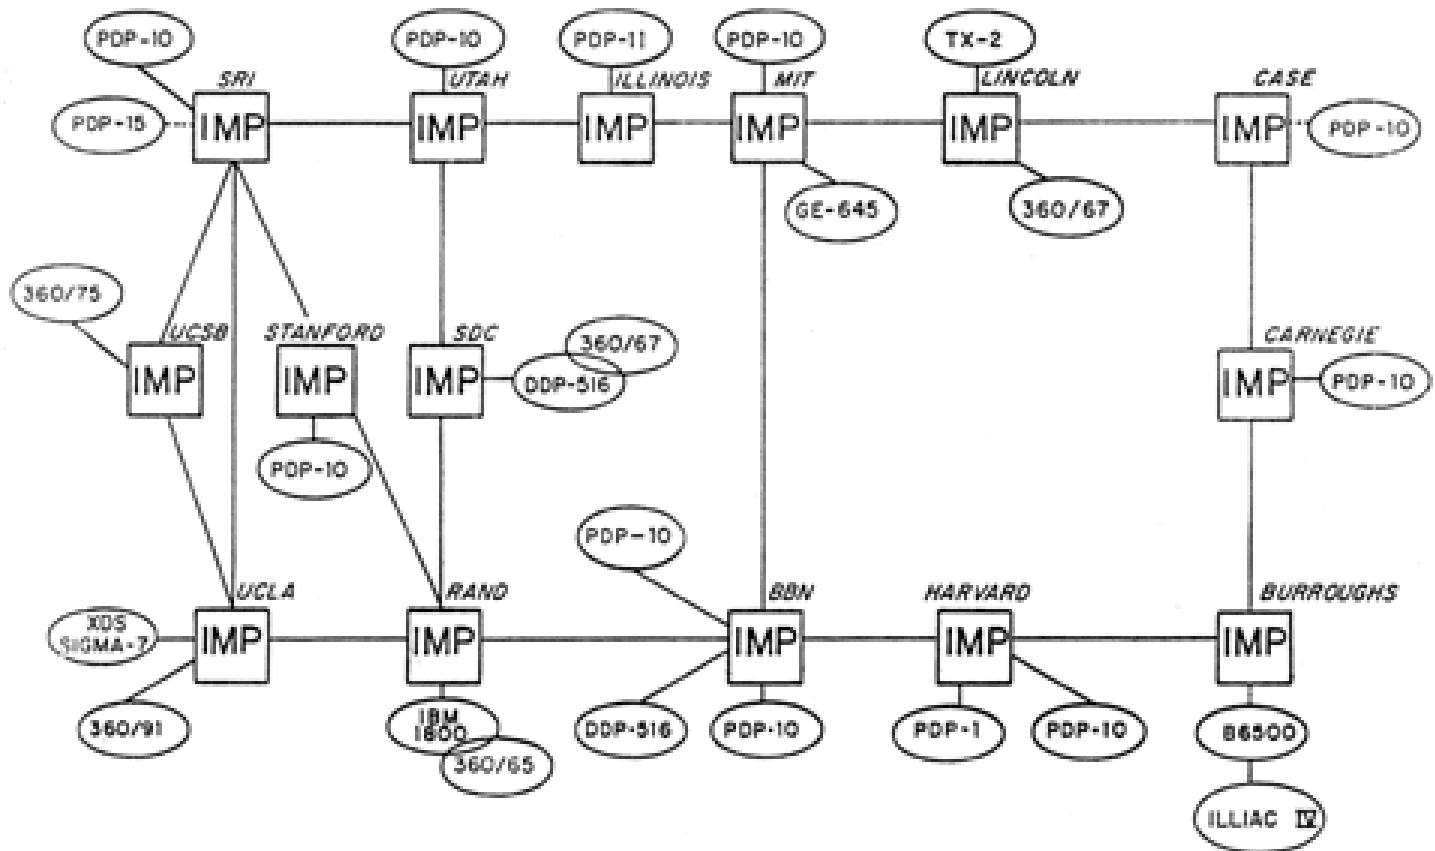 PDP-10
PDP-10
PDP-11
PDP-10
TX-2
SRI
UTAH
ILLINOIS
MIT
LINCOLN
CASE
PDP-15
IMP
IMP
IMP
IMP
IMP
IMP
PDP-10
GE-645
360/67
360/75
UCSB
STANFORD
SDC
360/67
CARNEGIE
IMP
IMP
IMP
DDP-516
IMP
PDP-10
PDP-10
PDP-10
UCLA
RAND
BBN
HARVARD
BURROUGHS
XDS
SIGMA-7
IMP
IMP
IMP
IMP
IMP
360/91
IBM
1800
360/65
DDP-516
PDP-10
PDP-1
PDP-10
B6500
ILLIAC IV